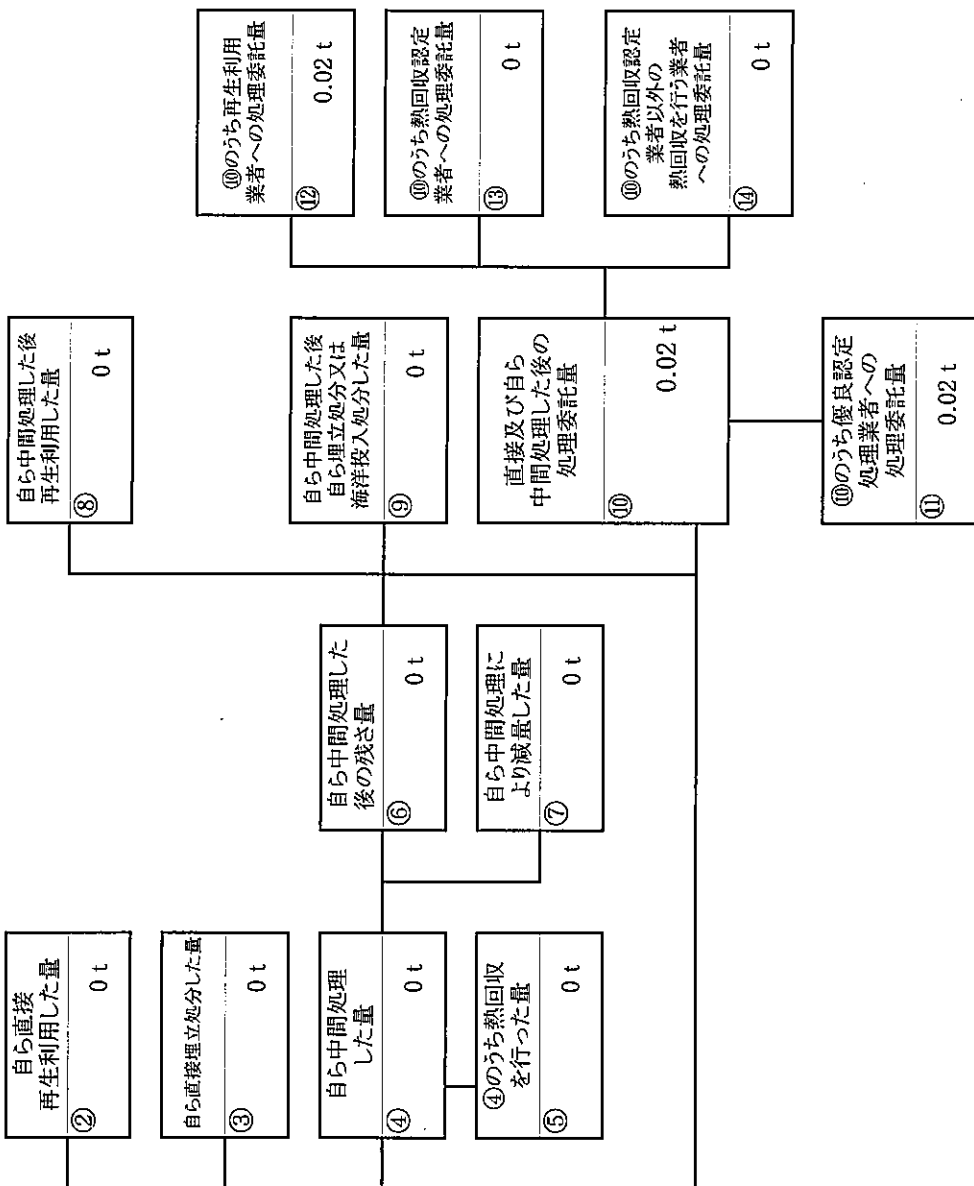 ②
自ら直接
再生利用した量
0 t
③
自ら直接埋立処分した量
0 t
④
自ら中間処理
した量
0 t
⑤
④のうち熱回収
を行った量
0 t
⑥
自ら中間処理した
後の残さ量
0 t
⑦
自ら中間処理に
より減量した量
0 t
⑧
自ら中間処理した後
再生利用した量
0 t
⑨
自ら中間処理した後
自ら埋立処分又は
海洋投入処分した量
0 t
⑩
直接及び自ら
中間処理した後の
処理委託量
0.02 t
⑪
⑩のうち優良認定
処理業者への
処理委託量
0.02 t
⑫
⑩のうち再生利用
業者への処理委託量
0.02 t
⑬
⑩のうち熱回収認定
業者への処理委託量
0 t
⑭
⑩のうち熱回収認定
業者以外の
熱回収を行う業者
への処理委託量
0 t